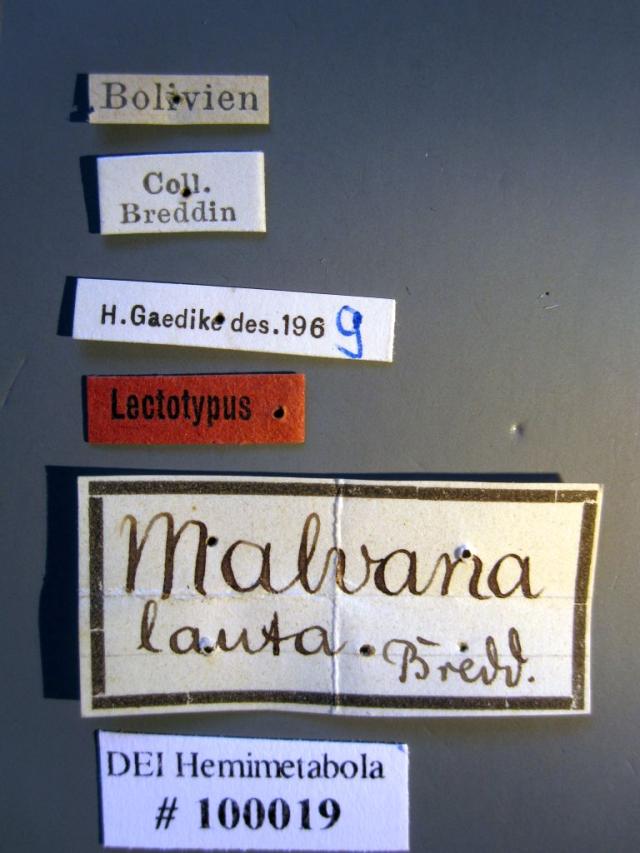 Bolivien
Coll.
Breddin
H.Gaedike des.1969
Lectotypus
Malvana
lauta. Bredd.
DEI Hemimetabola
# 100019